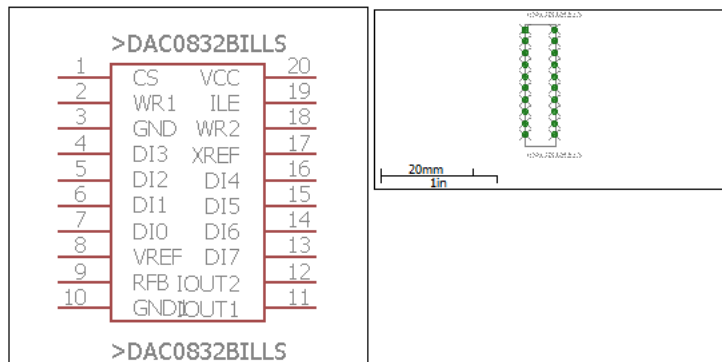 >DAC0832BILLS
1 CS VCC 20
2 WR1 ILE 19
3 GND WR2 18
4 DI3 XREF 17
5 DI2 DI4 16
6 DI1 DI5 15
7 DI0 DI6 14
8 VREF DI7 13
9 RFB IOUT2 12
10 GND1 IOUT1 11
>DAC0832BILLS
20mm
1in